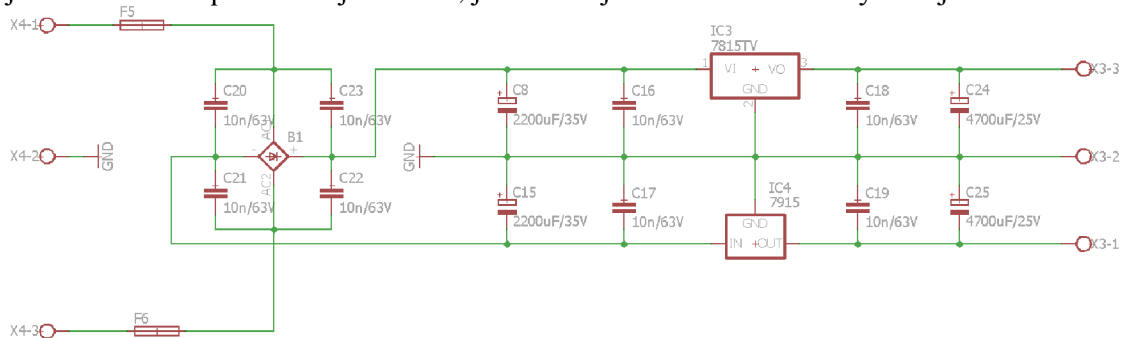 X4-1
F5
IC3
7815TV
1
VI
+
VO
3
X3-3
GND
2
C20
10n/63V
C23
10n/63V
C8
2200uF/35V
C16
10n/63V
C18
10n/63V
C24
4700uF/25V
AC1
B1
-
+
X4-2
GND
GND
X3-2
AC2
C21
10n/63V
C22
10n/63V
C15
2200uF/35V
C17
10n/63V
IC4
7915
C19
10n/63V
C25
4700uF/25V
GND
IN
+OUT
X3-1
F6
X4-3